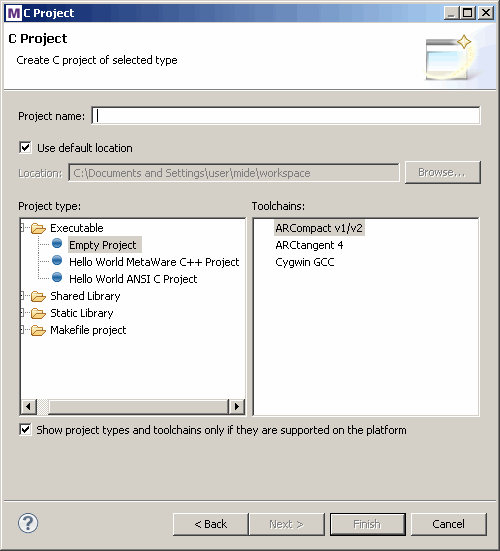 M C Project
C Project
Create C project of selected type
Project name:
Use default location
Location: C:\Documents and Settings\user\mide\workspace Browse...
Project type: Toolchains:
Executable ARCompact v1/v2
Empty Project ARCtangent 4
Hello World MetaWare C++ Project Cygwin GCC
Hello World ANSI C Project
Shared Library
Static Library
Makefile project
Show project types and toolchains only if they are supported on the platform
? < Back Next > Finish Cancel